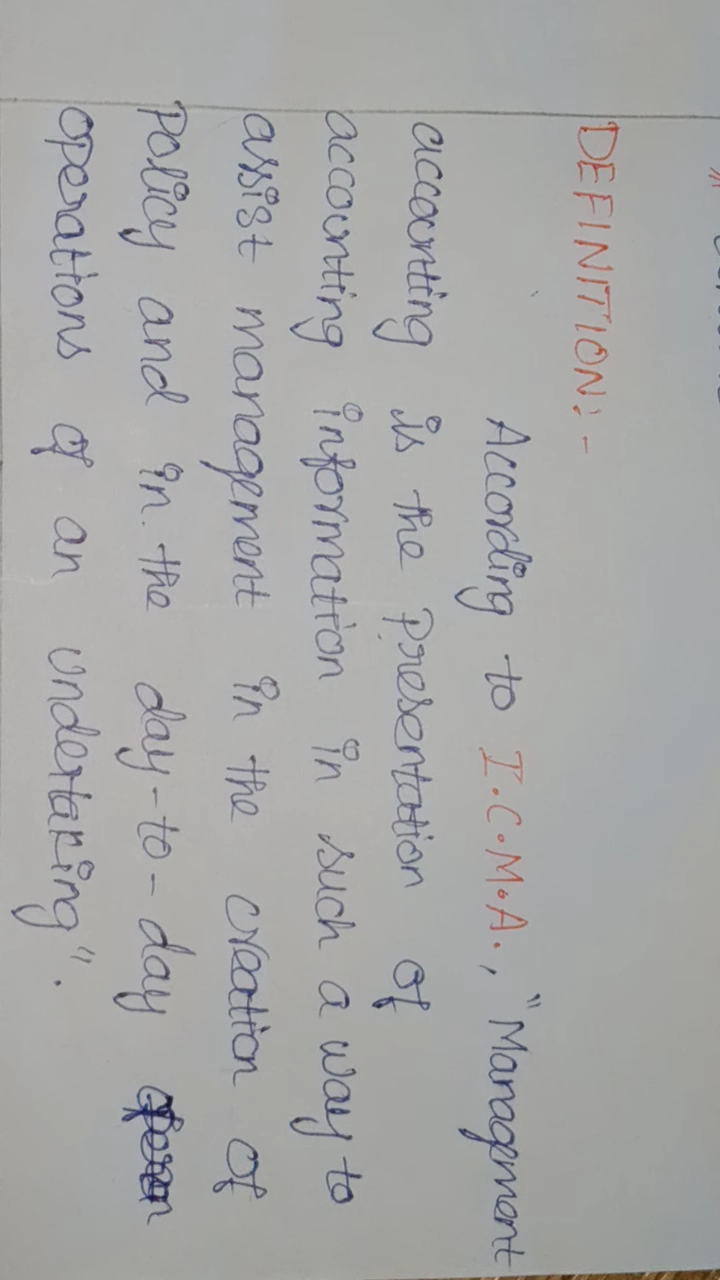 DEFINITION:-
According to I.C.M.A., "Management
accounting is the presentation of
accounting information in such a way to
assist management in the creation of
policy and in the day-to-day
operations of an undertaking".